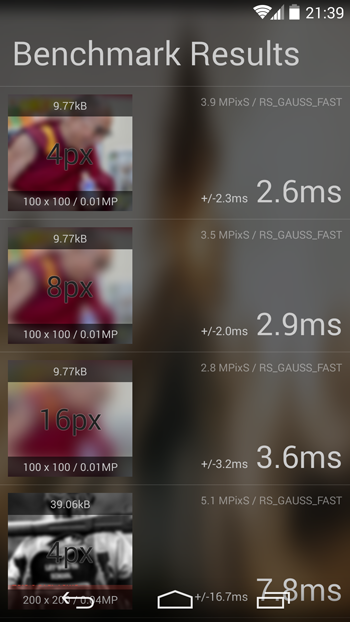 21:39
Benchmark Results
9.77kB
3.9 MPixS / RS_GAUSS_FAST
4px
100 x 100 / 0.01MP
+/-2.3ms 2.6ms
9.77kB
3.5 MPixS / RS_GAUSS_FAST
8px
100 x 100 / 0.01MP
+/-2.0ms 2.9ms
9.77kB
2.8 MPixS / RS_GAUSS_FAST
16px
100 x 100 / 0.01MP
+/-3.2ms 3.6ms
39.06kB
5.1 MPixS / RS_GAUSS_FAST
4px
200 x 200 / 0.04MP
+/-16.7ms 7.8ms